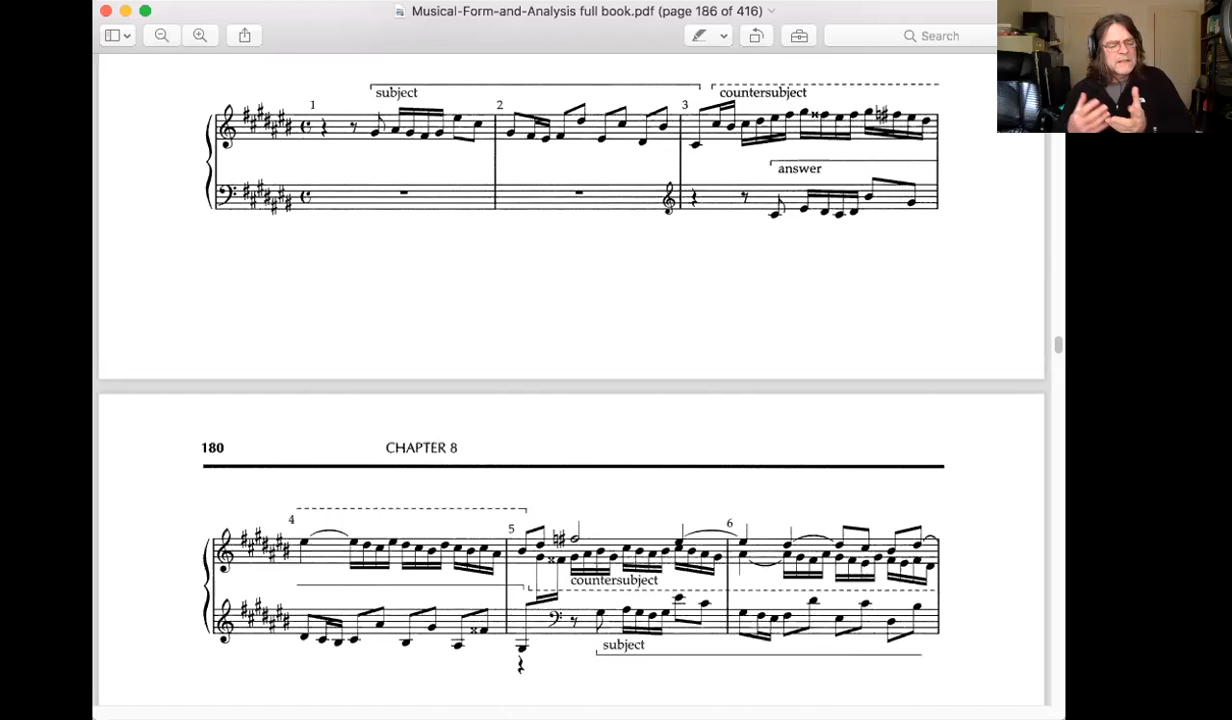 Musical-Form-and-Analysis full book.pdf (page 186 of 416)
Search
subject
countersubject
1
2
3
answer
180 CHAPTER 8
4
5
6
countersubject
subject